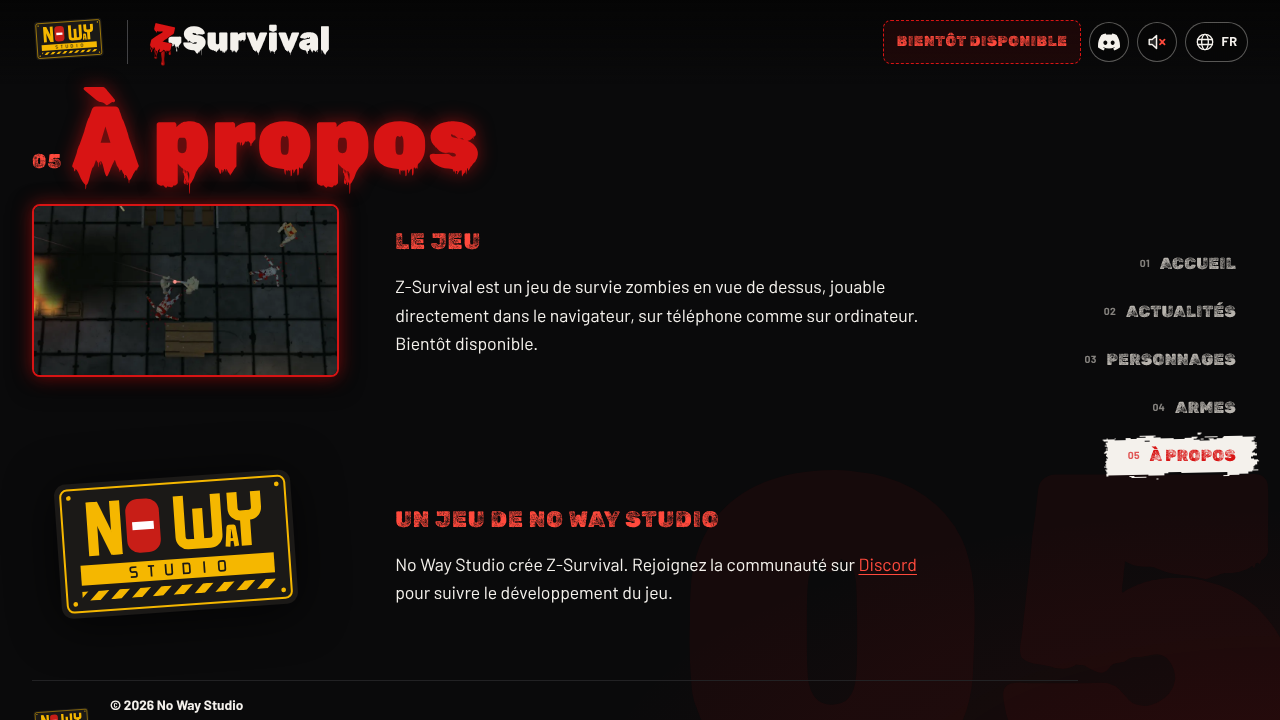 NO WAY
STUDIO
Z-Survival
BIENTÔT DISPONIBLE
FR
05 À propos
LE JEU
Z-Survival est un jeu de survie zombies en vue de dessus, jouable
directement dans le navigateur, sur téléphone comme sur ordinateur.
Bientôt disponible.
01 ACCUEIL
02 ACTUALITÉS
03 PERSONNAGES
04 ARMES
05 À PROPOS
NO WAY
STUDIO
UN JEU DE NO WAY STUDIO
No Way Studio crée Z-Survival. Rejoignez la communauté sur Discord
pour suivre le développement du jeu.
05
© 2026 No Way Studio
NO WAY